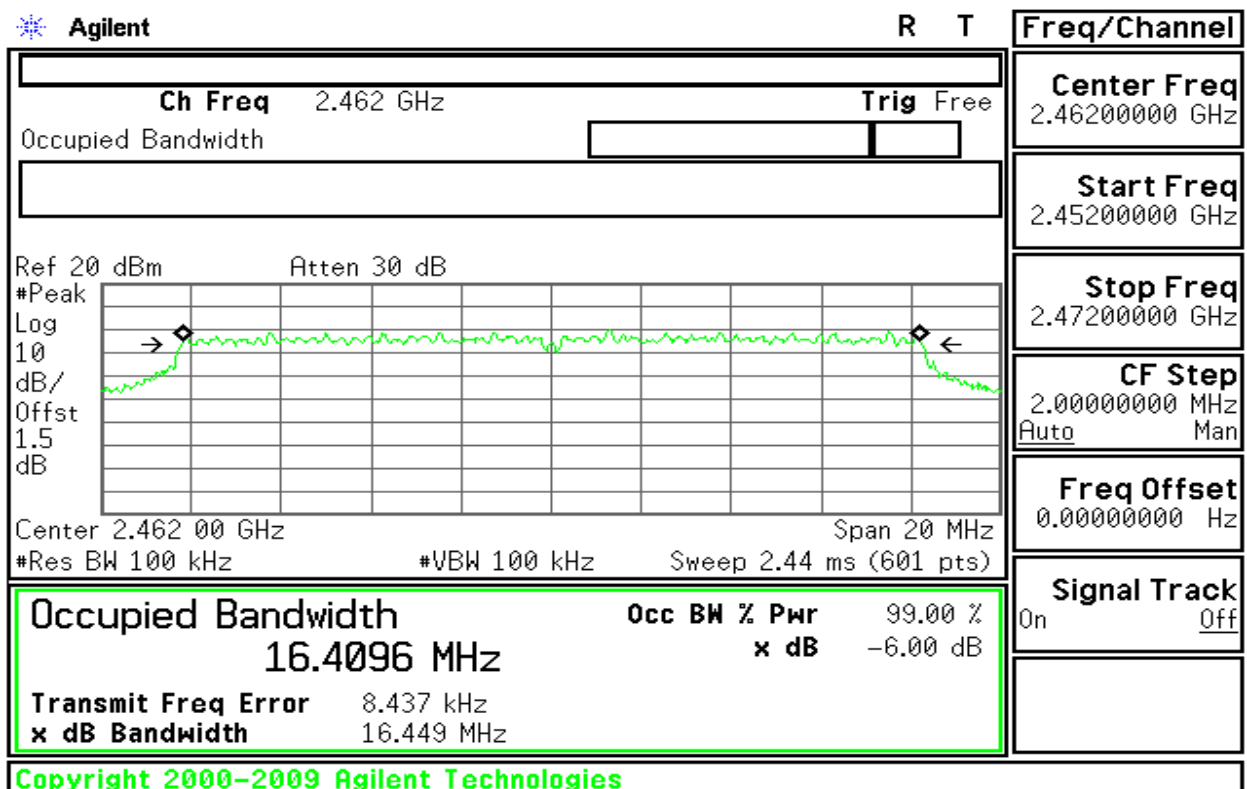 Agilent R T
Ch Freq 2.462 GHz Trig Free
Occupied Bandwidth
Ref 20 dBm Atten 30 dB
#Peak
Log
10
dB/
Offst
1.5
dB
Center 2.462 00 GHz Span 20 MHz
#Res BW 100 kHz #VBW 100 kHz Sweep 2.44 ms (601 pts)
Occupied Bandwidth
16.4096 MHz
Occ BW % Pwr 99.00 %
x dB -6.00 dB
Transmit Freq Error 8.437 kHz
x dB Bandwidth 16.449 MHz
Copyright 2000-2009 Agilent Technologies
Freq/Channel
Center Freq
2.46200000 GHz
Start Freq
2.45200000 GHz
Stop Freq
2.47200000 GHz
CF Step
2.00000000 MHz
Auto Man
Freq Offset
0.00000000 Hz
Signal Track
On Off